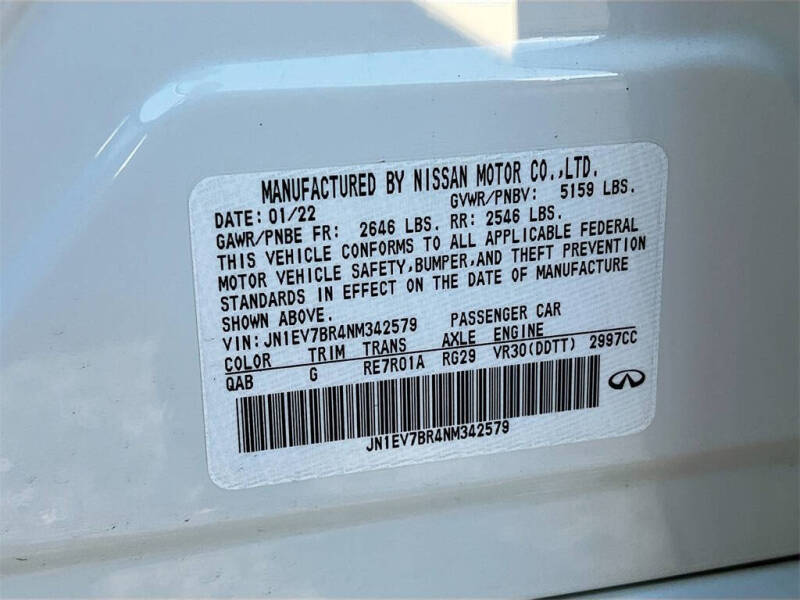 MANUFACTURED BY NISSAN MOTOR CO.,LTD.
DATE: 01/22 GVWR/PNBV: 5159 LBS.
GAWR/PNBE FR: 2646 LBS. RR: 2546 LBS.
THIS VEHICLE CONFORMS TO ALL APPLICABLE FEDERAL
MOTOR VEHICLE SAFETY,BUMPER,AND THEFT PREVENTION
STANDARDS IN EFFECT ON THE DATE OF MANUFACTURE
SHOWN ABOVE.
VIN: JN1EV7BR4NM342579 PASSENGER CAR
COLOR TRIM TRANS AXLE ENGINE
QAB G RE7R01A RG29 VR30(DDTT) 2997CC
JN1EV7BR4NM342579